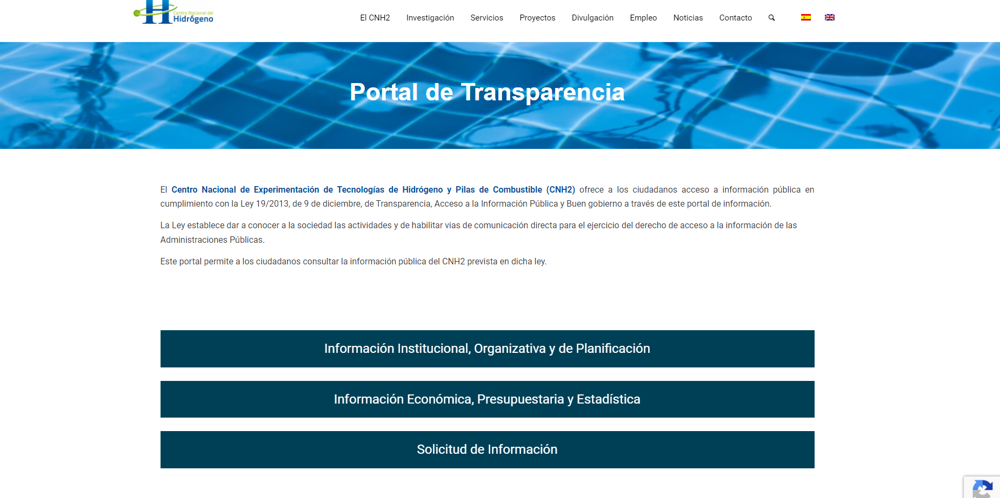 Centro Nacional del
Hidrógeno
El CNH2 Investigación Servicios Proyectos Divulgación Empleo Noticias Contacto
Portal de Transparencia
El Centro Nacional de Experimentación de Tecnologías de Hidrógeno y Pilas de Combustible (CNH2) ofrece a los ciudadanos acceso a información pública en
cumplimiento con la Ley 19/2013, de 9 de diciembre, de Transparencia, Acceso a la Información Pública y Buen gobierno a través de este portal de información.
La Ley establece dar a conocer a la sociedad las actividades y de habilitar vias de comunicación directa para el ejercicio del derecho de acceso a la información de las
Administraciones Públicas.
Este portal permite a los ciudadanos consultar la información pública del CNH2 prevista en dicha ley.
Información Institucional, Organizativa y de Planificación
Información Económica, Presupuestaria y Estadística
Solicitud de Información